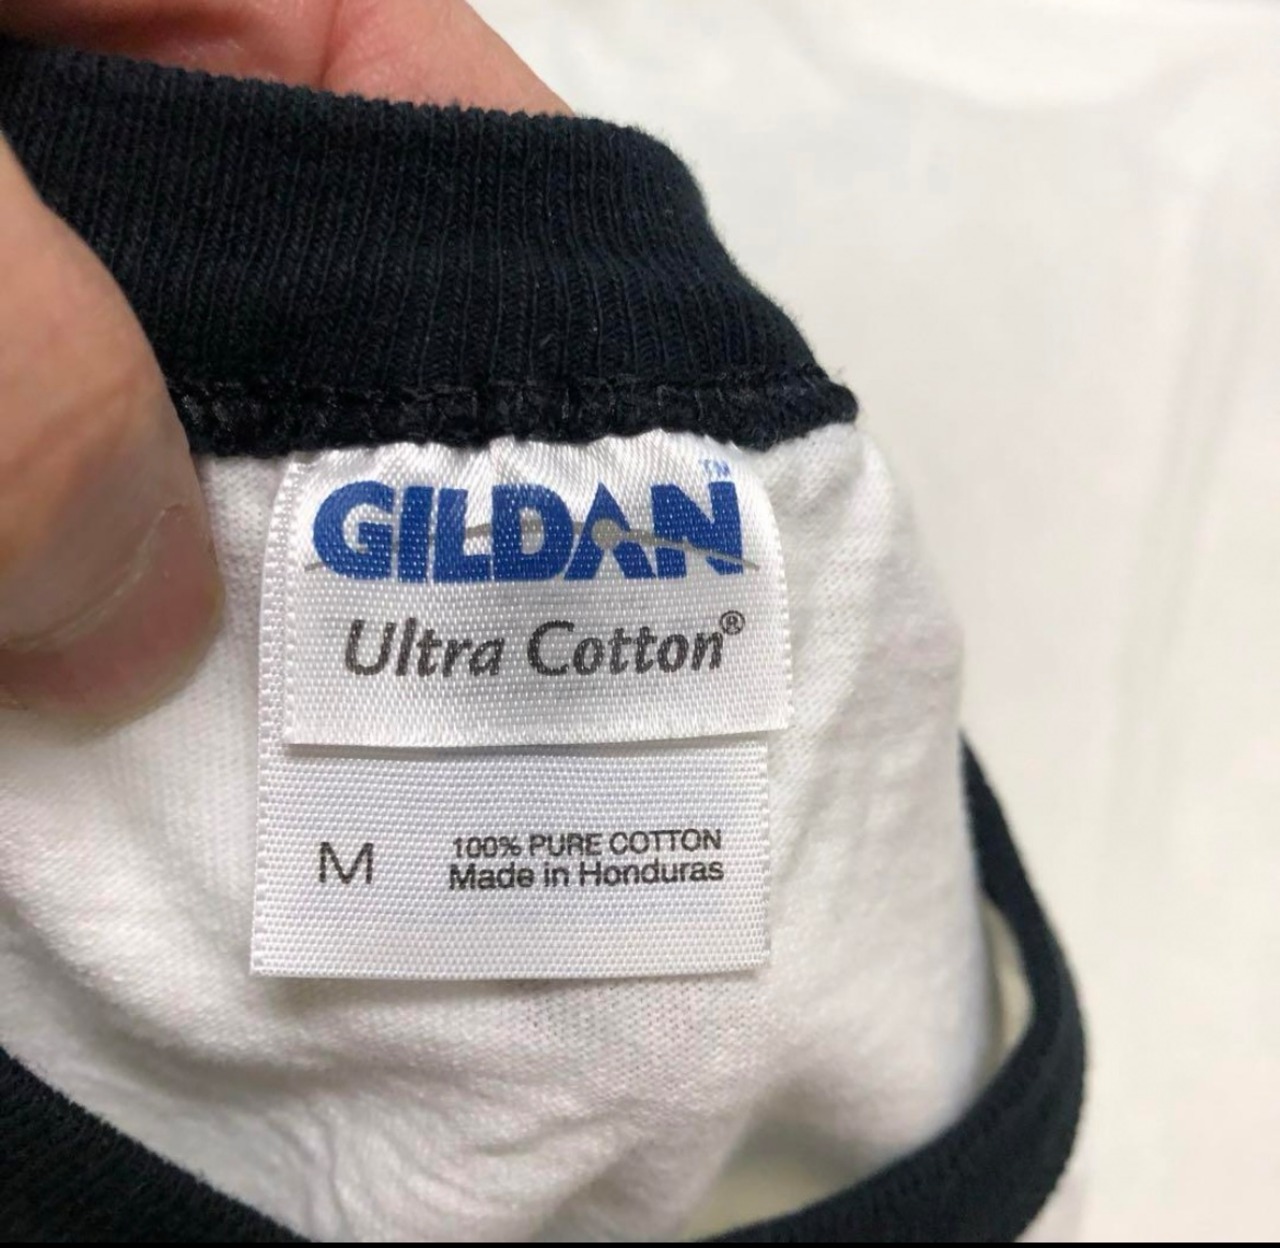 GILDAN™
Ultra Cotton®
M
100% PURE COTTON
Made in Honduras